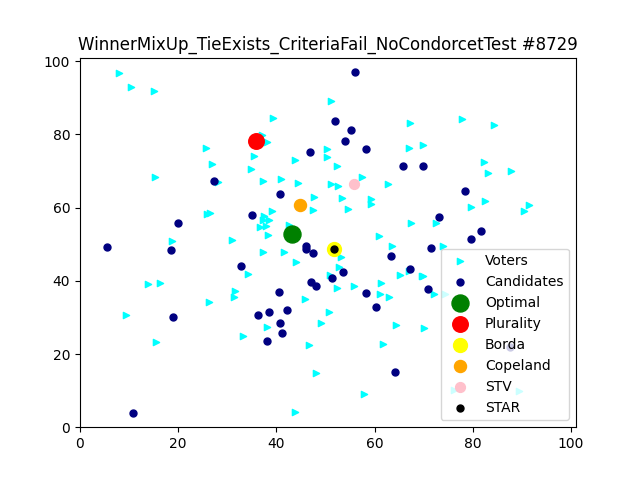 WinnerMixUp_TieExists_CriteriaFail_NoCondorcetTest #8729
100
80
60
40
20
0
0 20 40 60 80 100
Voters
Candidates
Optimal
Plurality
Borda
Copeland
STV
STAR